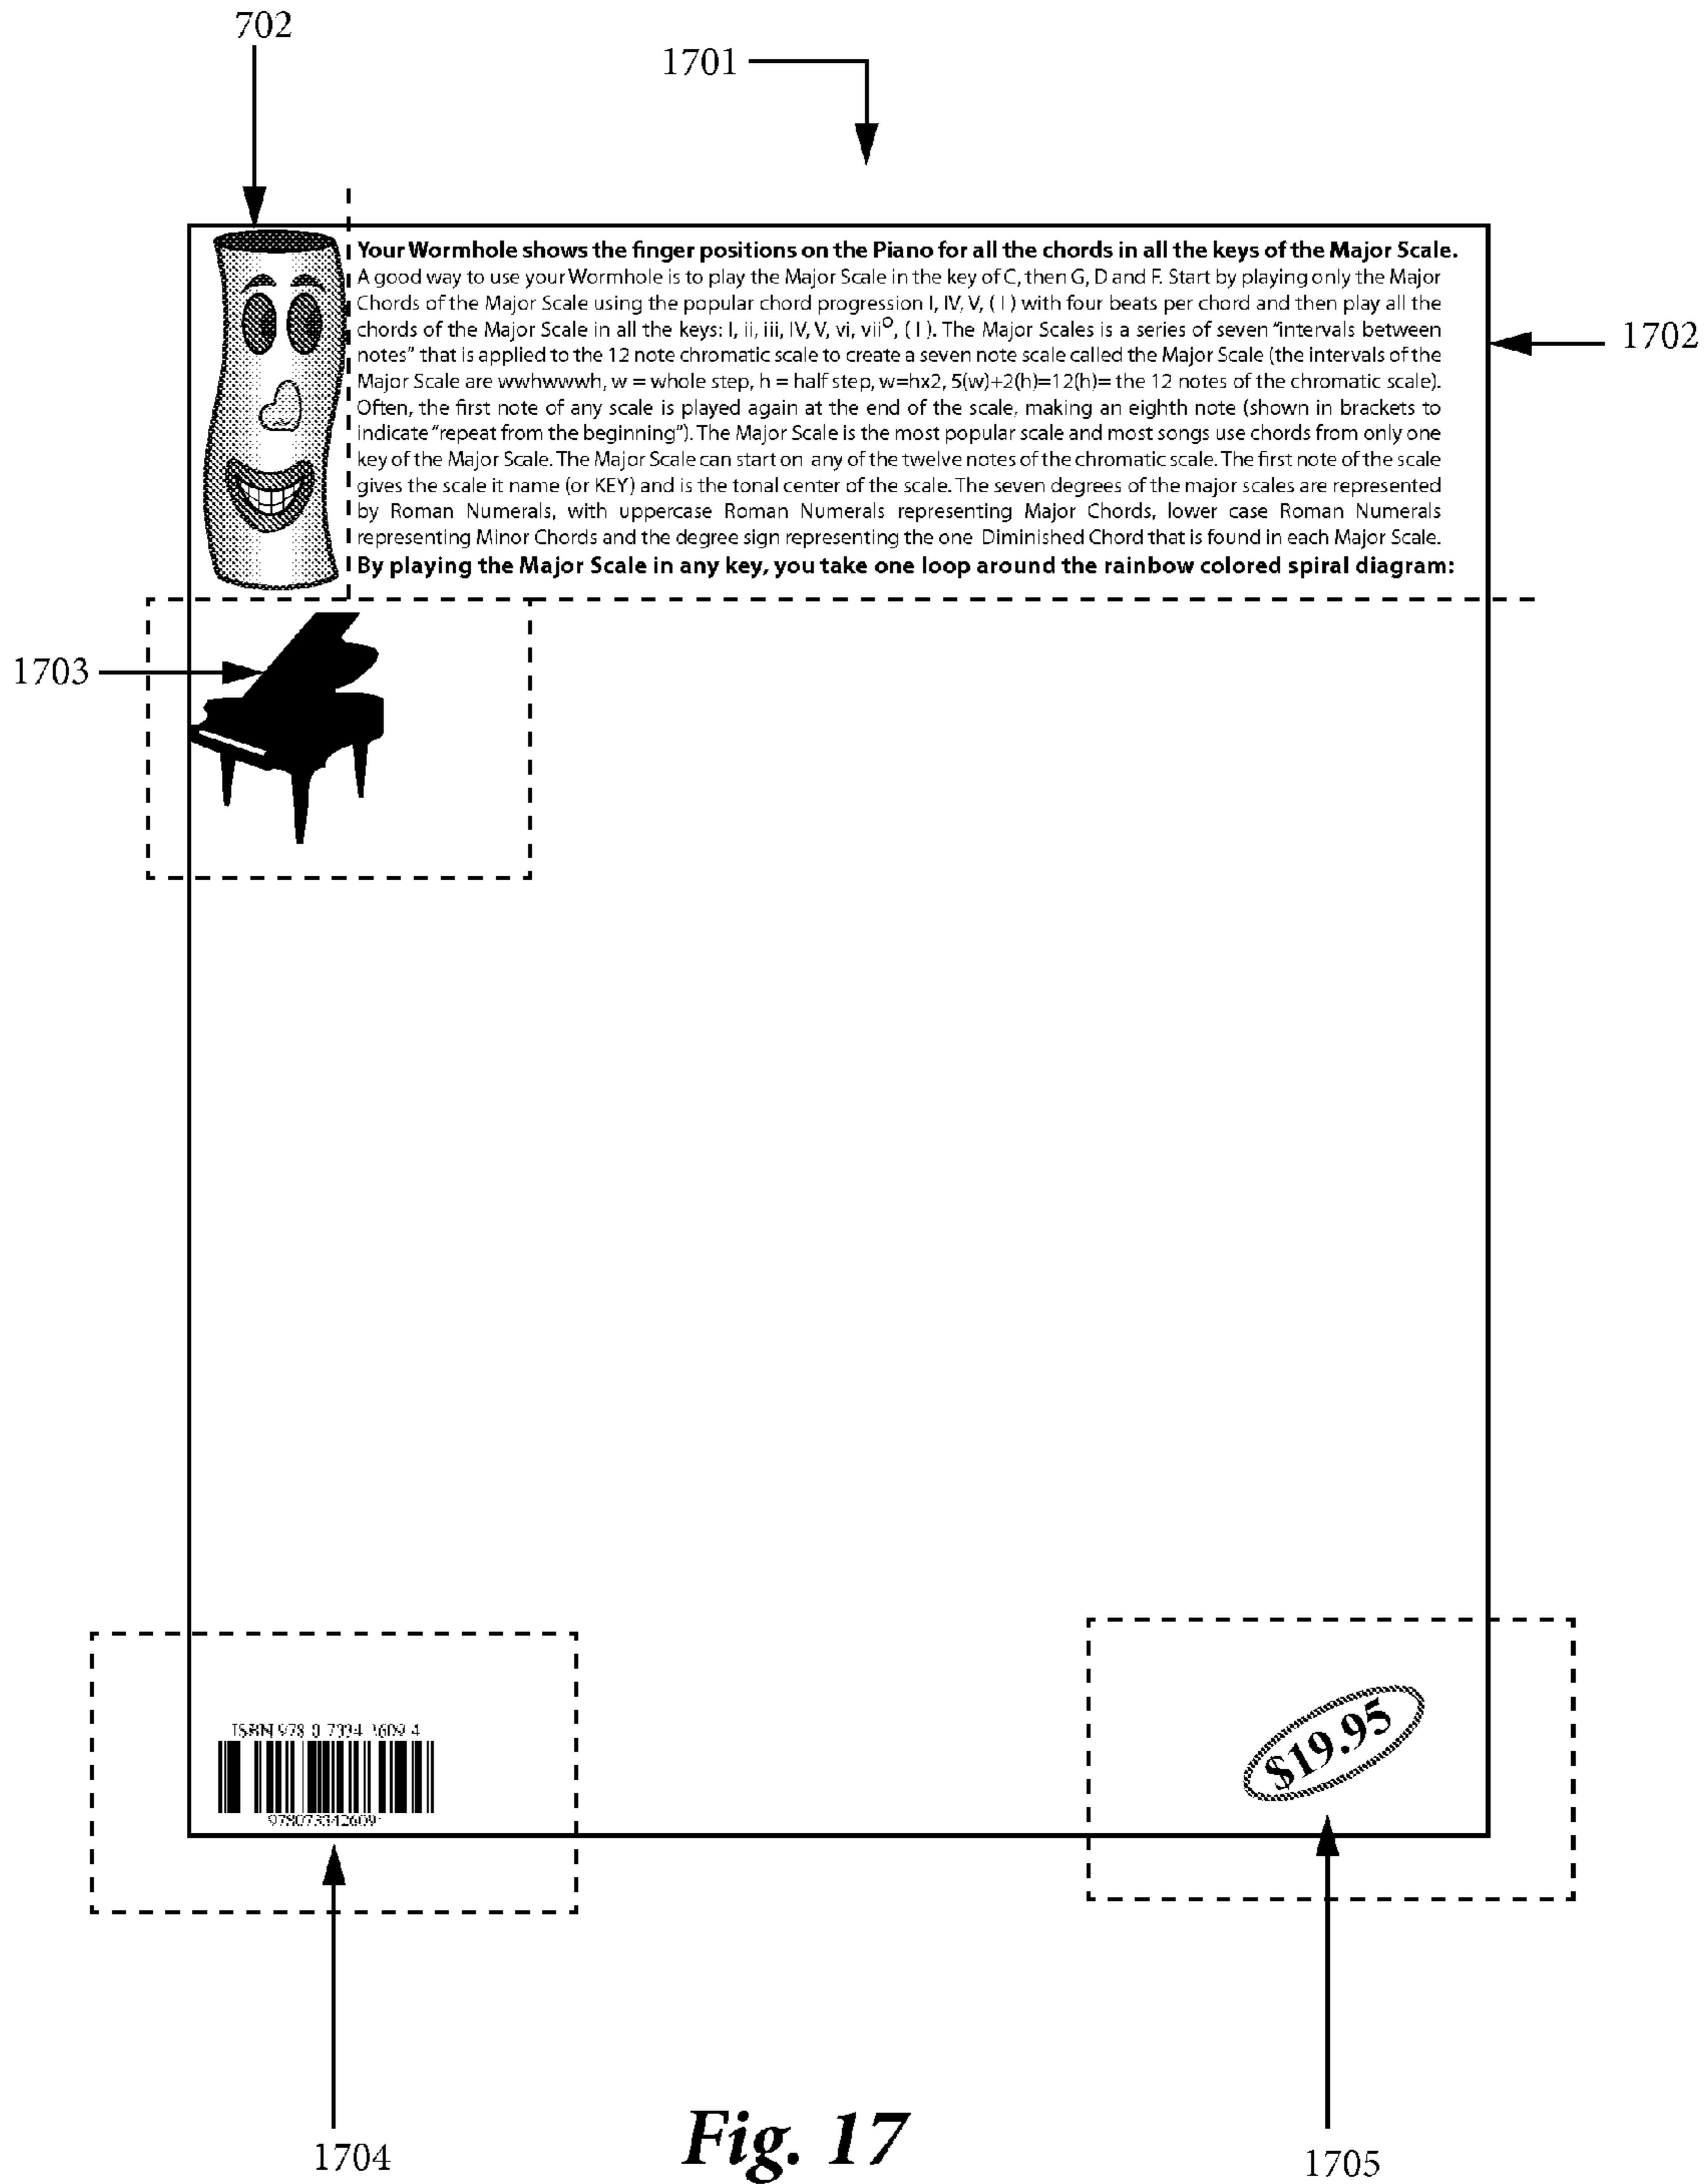 702
1701
Your Wormhole shows the finger positions on the Piano for all the chords in all the keys of the Major Scale.
A good way to use your Wormhole is to play the Major Scale in the key of C, then G, D and F. Start by playing only the Major
Chords of the Major Scale using the popular chord progression I, IV, V, ( I ) with four beats per chord and then play all the
chords of the Major Scale in all the keys: I, ii, iii, IV, V, vi, vii°, ( I ). The Major Scales is a series of seven "intervals between
notes" that is applied to the 12 note chromatic scale to create a seven note scale called the Major Scale (the intervals of the
Major Scale are wwhwwwh, w = whole step, h = half step, w=hx2, 5(w)+2(h)=12(h)= the 12 notes of the chromatic scale).
Often, the first note of any scale is played again at the end of the scale, making an eighth note (shown in brackets to
indicate "repeat from the beginning"). The Major Scale is the most popular scale and most songs use chords from only one
key of the Major Scale. The Major Scale can start on any of the twelve notes of the chromatic scale. The first note of the scale
gives the scale it name (or KEY) and is the tonal center of the scale. The seven degrees of the major scales are represented
by Roman Numerals, with uppercase Roman Numerals representing Major Chords, lower case Roman Numerals
representing Minor Chords and the degree sign representing the one Diminished Chord that is found in each Major Scale.
By playing the Major Scale in any key, you take one loop around the rainbow colored spiral diagram:
1702
1703
ISBN 978 0
$19.95
1704
1705
Fig. 17